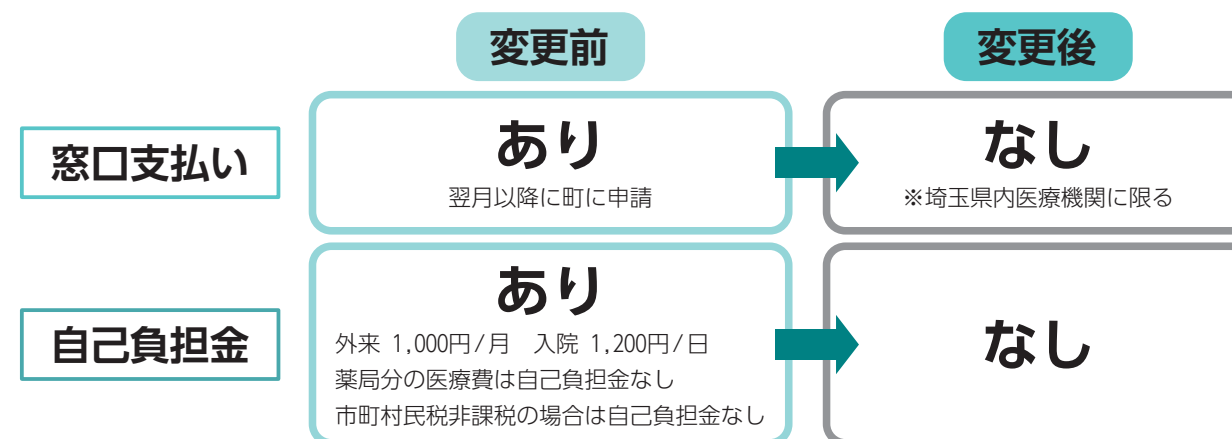 変更前
変更後
窓口支払い
あり
翌月以降に町に申請
なし
※埼玉県内医療機関に限る
自己負担金
あり
外来 1,000円/月　入院 1,200円/日
薬局分の医療費は自己負担金なし
市町村民税非課税の場合は自己負担金なし
なし